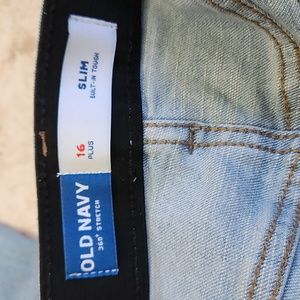 OLD NAVY
360° STRETCH
16
PLUS
SLIM
BUILT-IN TOUGH